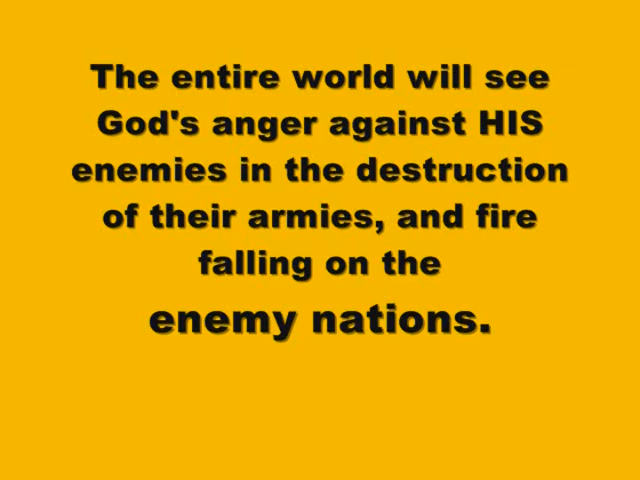 The entire world will see
God's anger against HIS
enemies in the destruction
of their armies, and fire
falling on the
enemy nations.